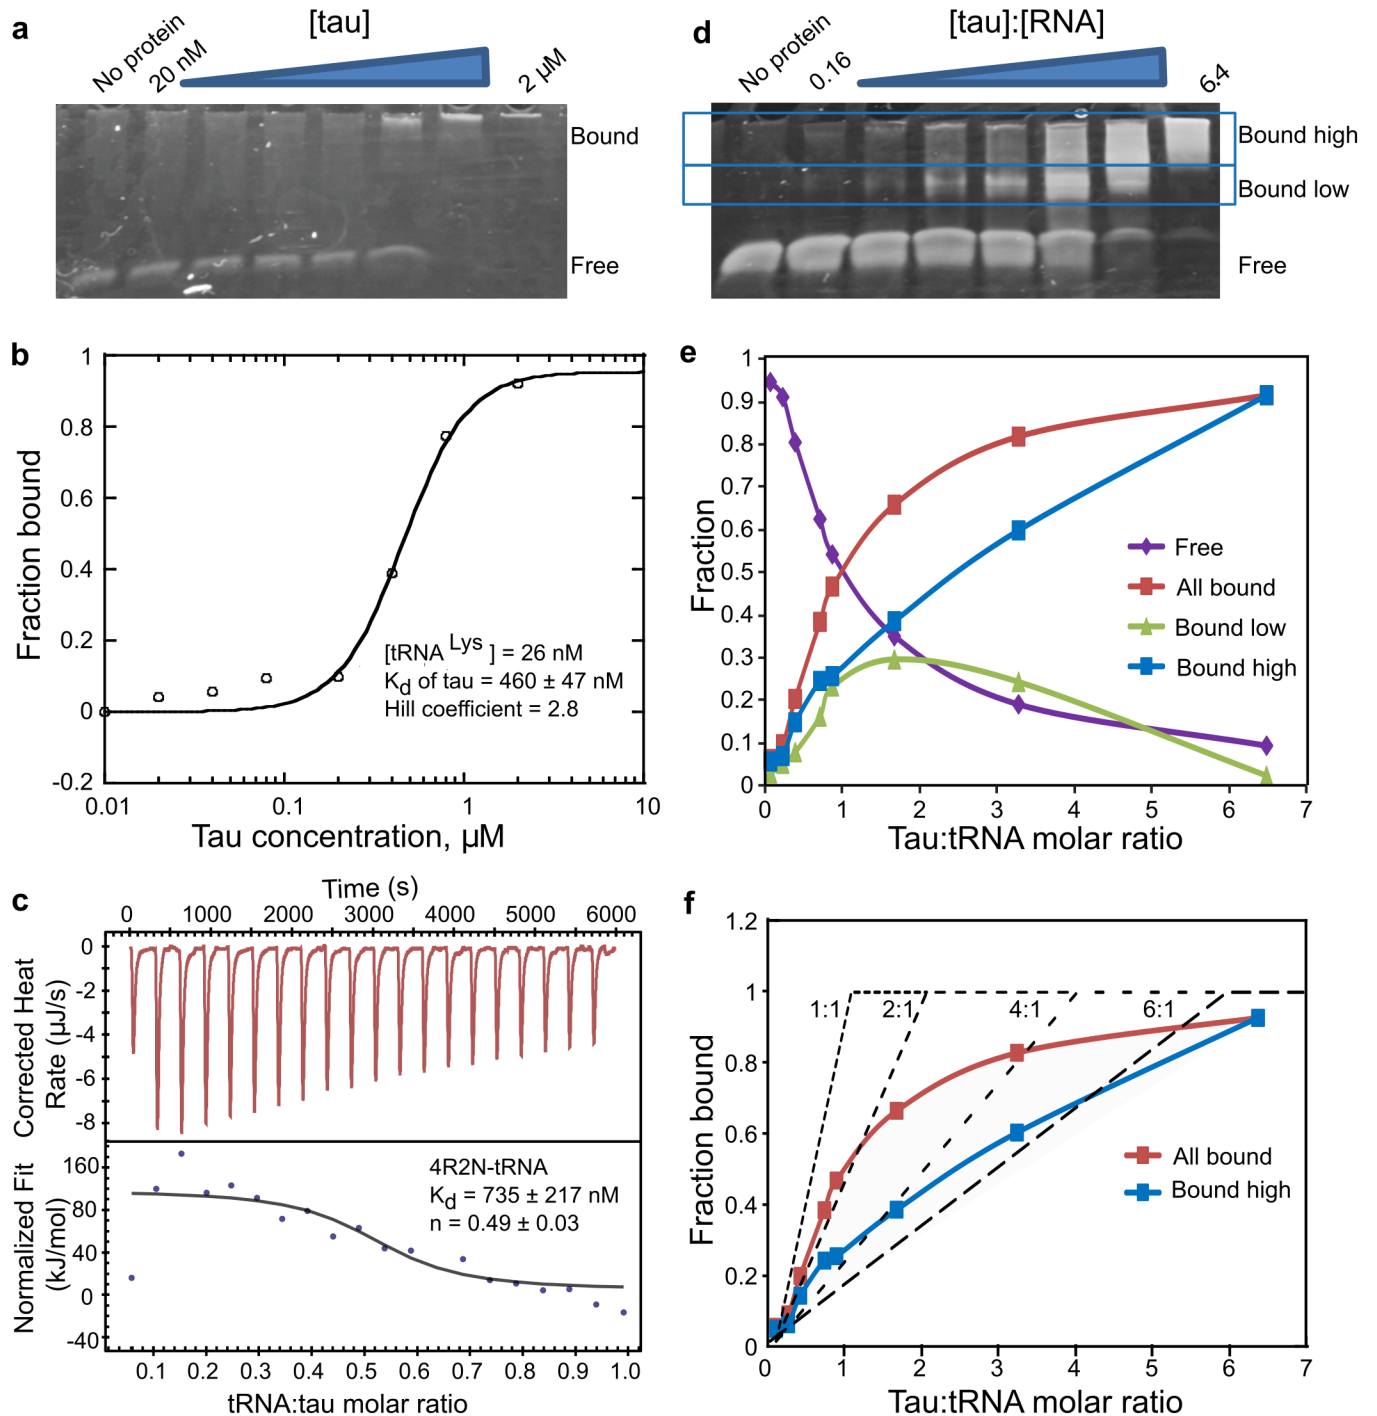 a
[tau]
No protein
20 nM
2 µM
Bound
Free
b
1
0.8
0.6
0.4
0.2
0
-0.2
Fraction bound
[tRNA Lys ] = 26 nM
Kd of tau = 460 ± 47 nM
Hill coefficient = 2.8
0.01 0.1 1 10
Tau concentration, µM
c
Time (s)
0 1000 2000 3000 4000 5000 6000
0
-2
-4
-6
-8
Corrected Heat
Rate (µJ/s)
160
80
40
0
-40
Normalized Fit
(kJ/mol)
4R2N-tRNA
Kd = 735 ± 217 nM
n = 0.49 ± 0.03
0.1 0.2 0.3 0.4 0.5 0.6 0.7 0.8 0.9 1.0
tRNA:tau molar ratio
d
[tau]:[RNA]
No protein
0.16
6.4
Bound high
Bound low
Free
e
1
0.9
0.8
0.7
0.6
0.5
0.4
0.3
0.2
0.1
0
Fraction
Free
All bound
Bound low
Bound high
0 1 2 3 4 5 6 7
Tau:tRNA molar ratio
f
1.2
1
0.8
0.6
0.4
0.2
0
Fraction bound
1:1 2:1 4:1 6:1
All bound
Bound high
0 1 2 3 4 5 6 7
Tau:tRNA molar ratio